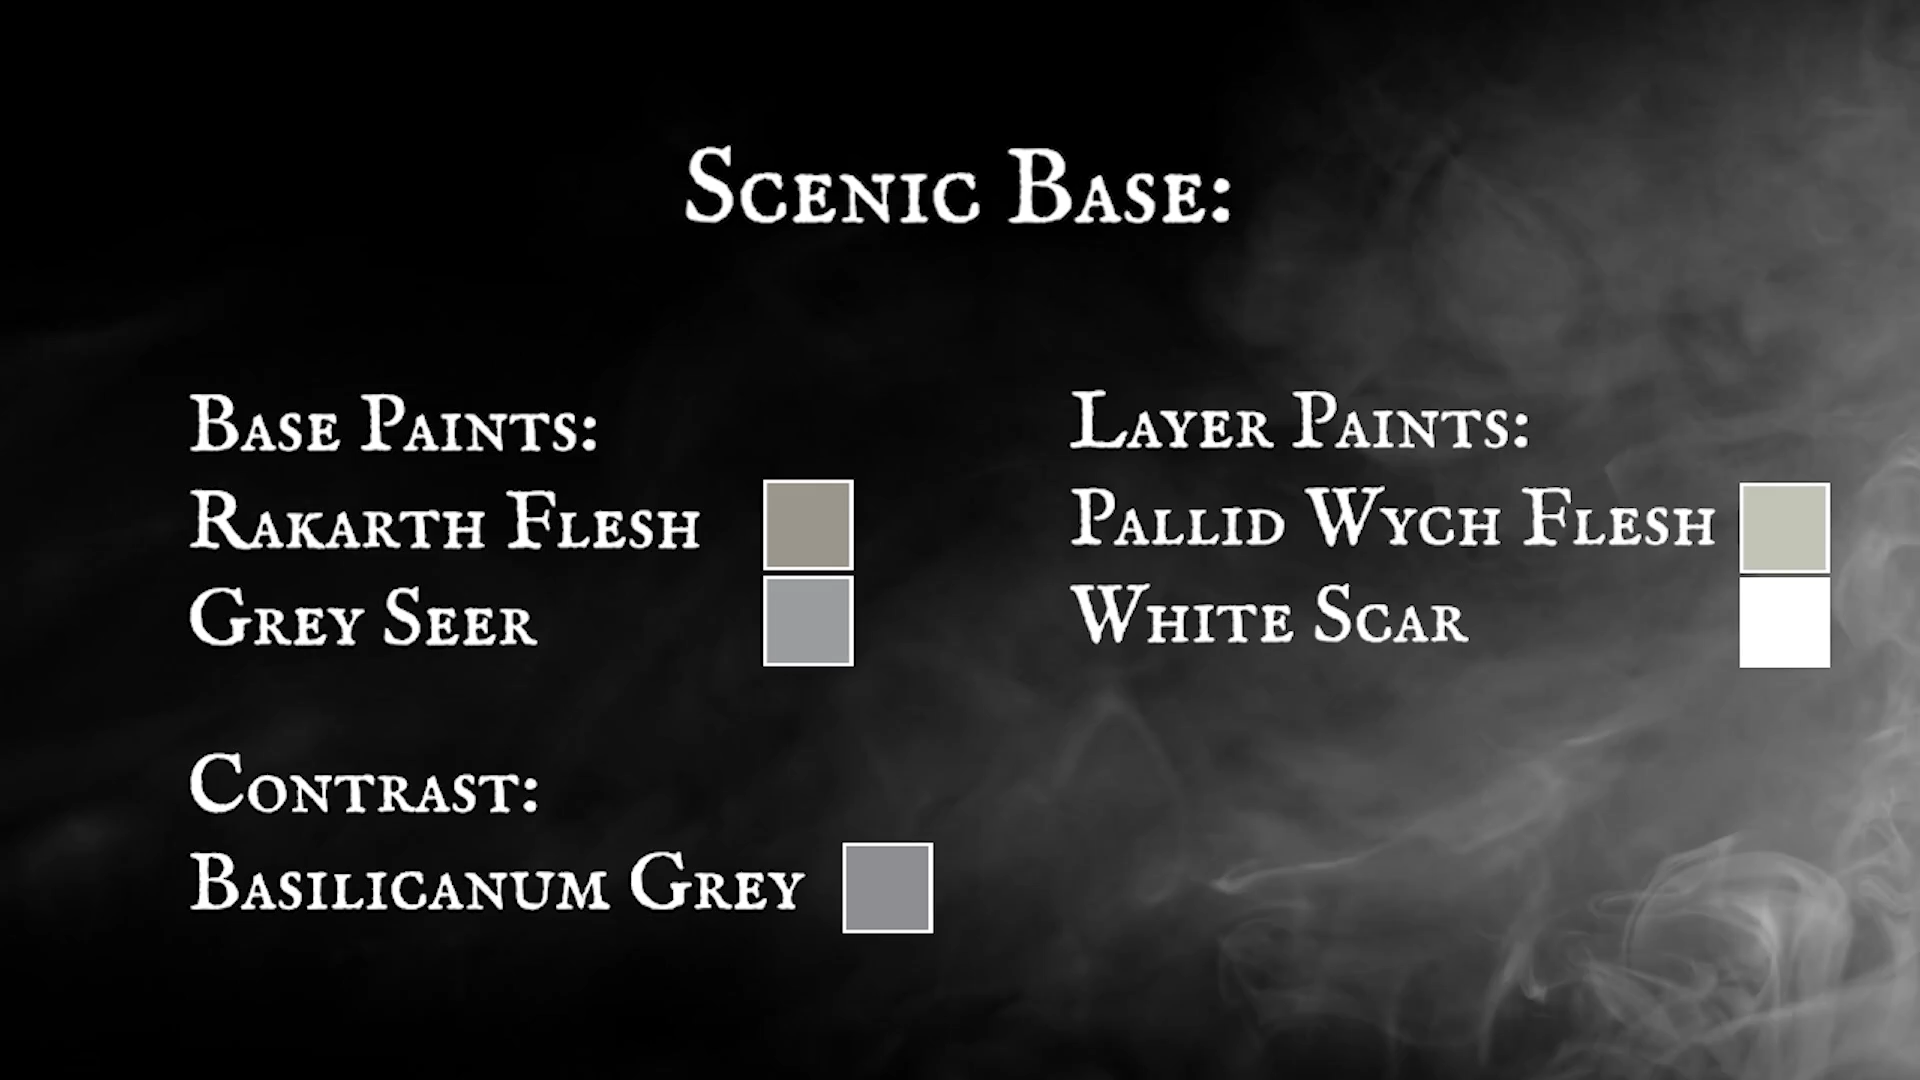 Scenic Base:
Base Paints:
Rakarth Flesh
Grey Seer
Layer Paints:
Pallid Wych Flesh
White Scar
Contrast:
Basilicanum Grey